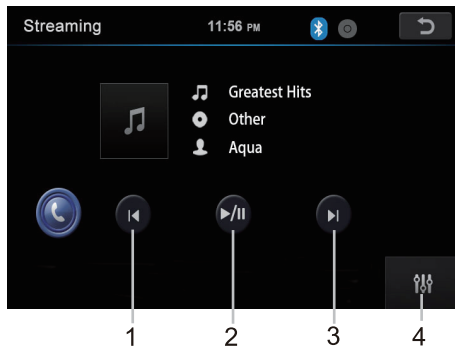 Streaming
11:56 PM
Greatest Hits
Other
Aqua
1
2
3
4